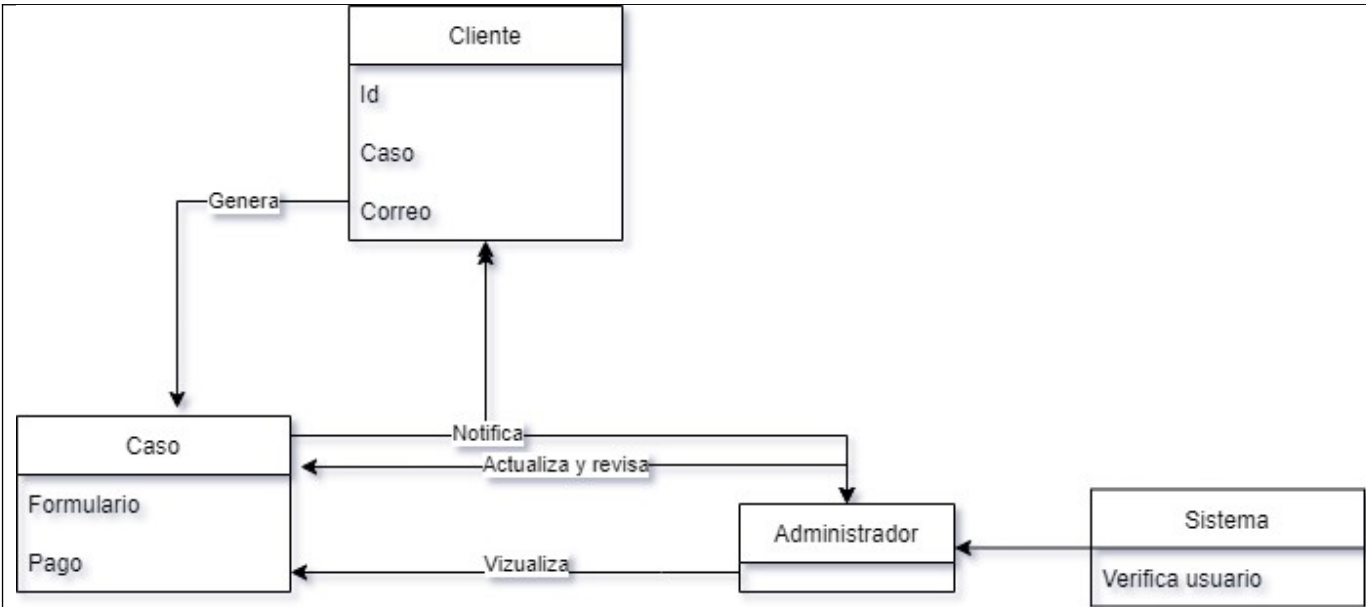 Cliente
Id
Caso
Correo
Genera
Caso
Formulario
Pago
Notifica
Actualiza y revisa
Vizualiza
Administrador
Sistema
Verifica usuario